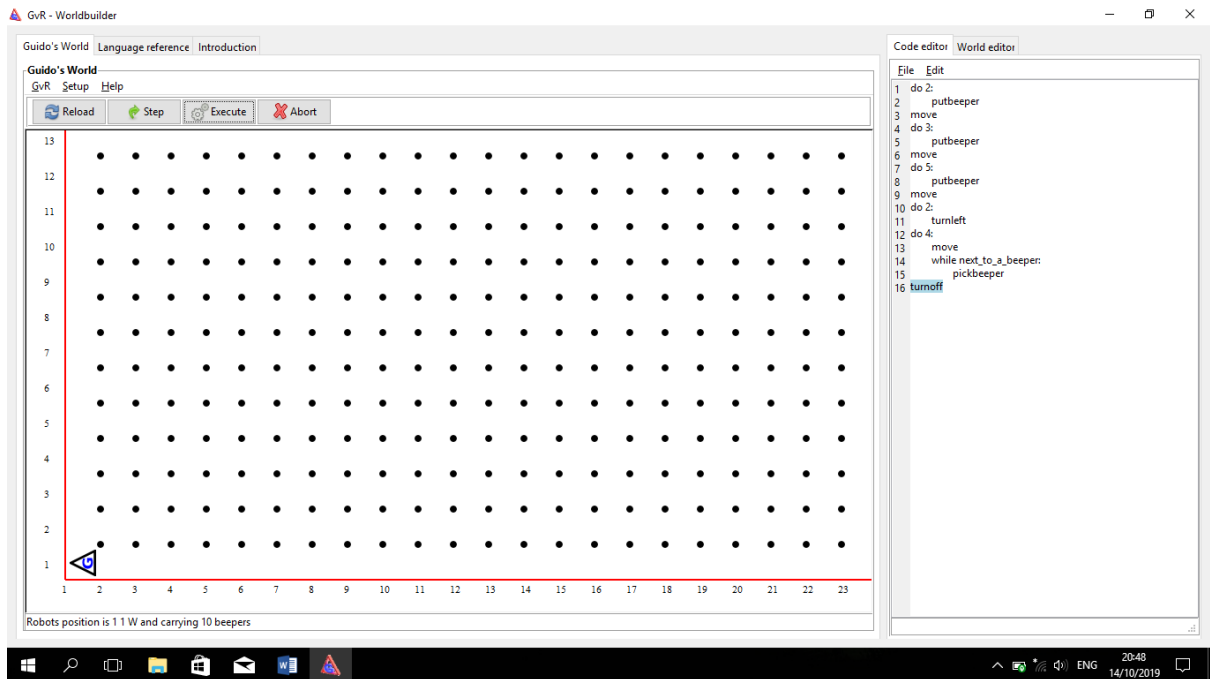 GvR - Worldbuilder
Guido's World Language reference Introduction
Guido's World
GvR Setup Help
Reload Step Execute Abort
13
12
11
10
9
8
7
6
5
4
3
2
1
G
1 2 3 4 5 6 7 8 9 10 11 12 13 14 15 16 17 18 19 20 21 22 23
Robots position is 1 1 W and carrying 10 beepers
Code editor World editor
File Edit
1 do 2:
2 putbeeper
3 move
4 do 3:
5 putbeeper
6 move
7 do 5:
8 putbeeper
9 move
10 do 2:
11 turnleft
12 do 4:
13 move
14 while next_to_a_beeper:
15 pickbeeper
16 turnoff
ENG
20:48
14/10/2019